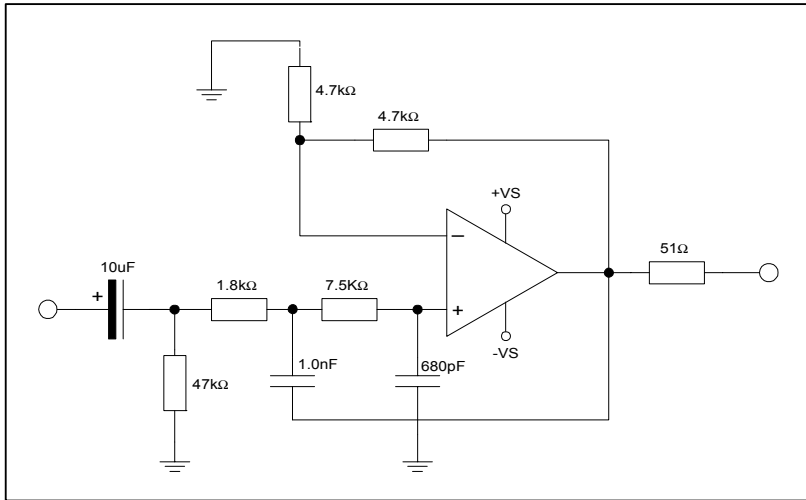 4.7kΩ
4.7kΩ
+VS
−
51Ω
10uF
+
1.8kΩ
7.5KΩ
+
-VS
1.0nF
680pF
47kΩ